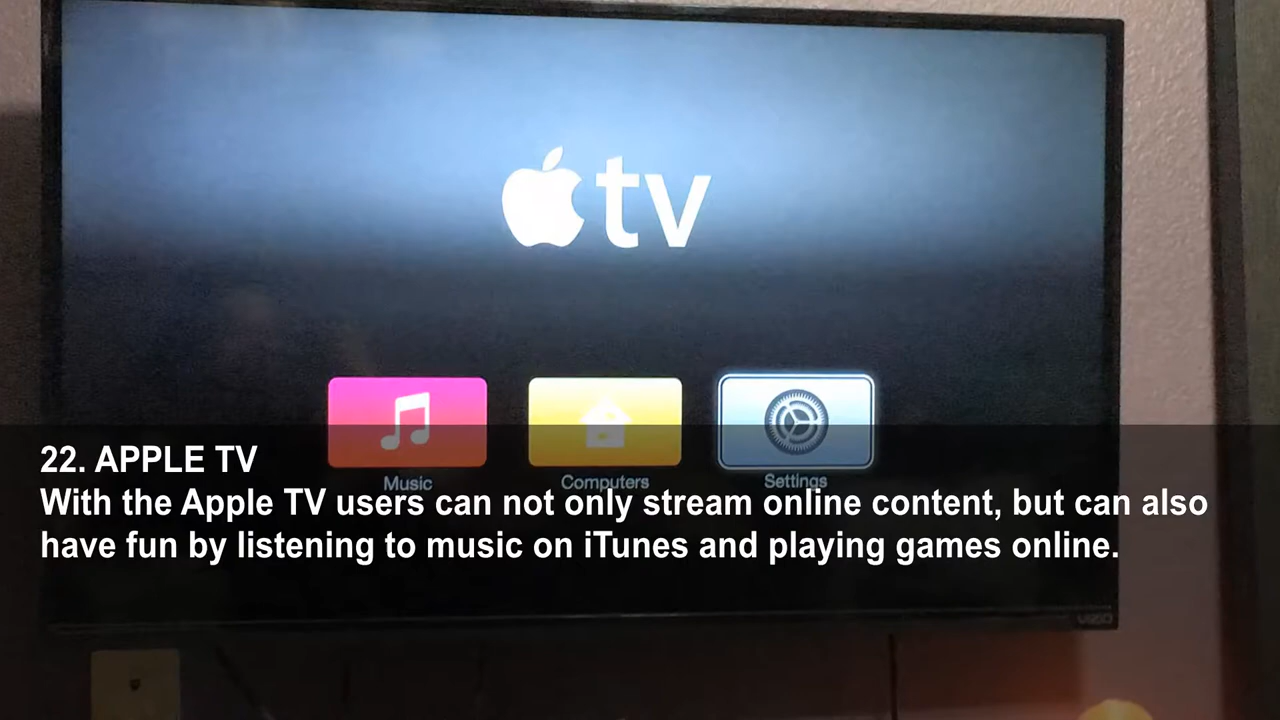 tv
Music
Computers
Settings
22. APPLE TV
With the Apple TV users can not only stream online content, but can also
have fun by listening to music on iTunes and playing games online.
VIZIO